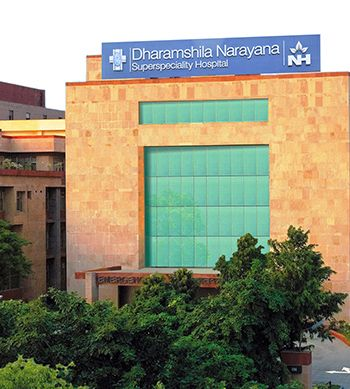 Dharamshila Narayana
Superspeciality Hospital
NH